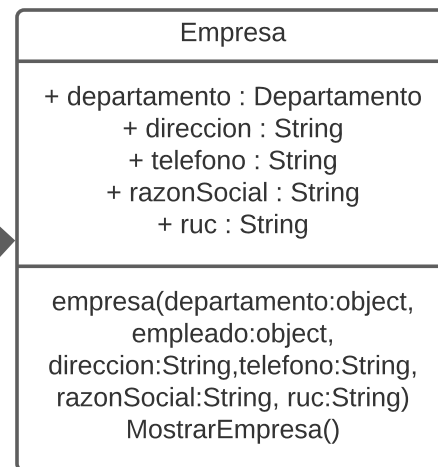 Empresa
+ departamento : Departamento
+ direccion : String
+ telefono : String
+ razonSocial : String
+ ruc : String
empresa(departamento:object,
empleado:object,
direccion:String,telefono:String,
razonSocial:String, ruc:String)
MostrarEmpresa()